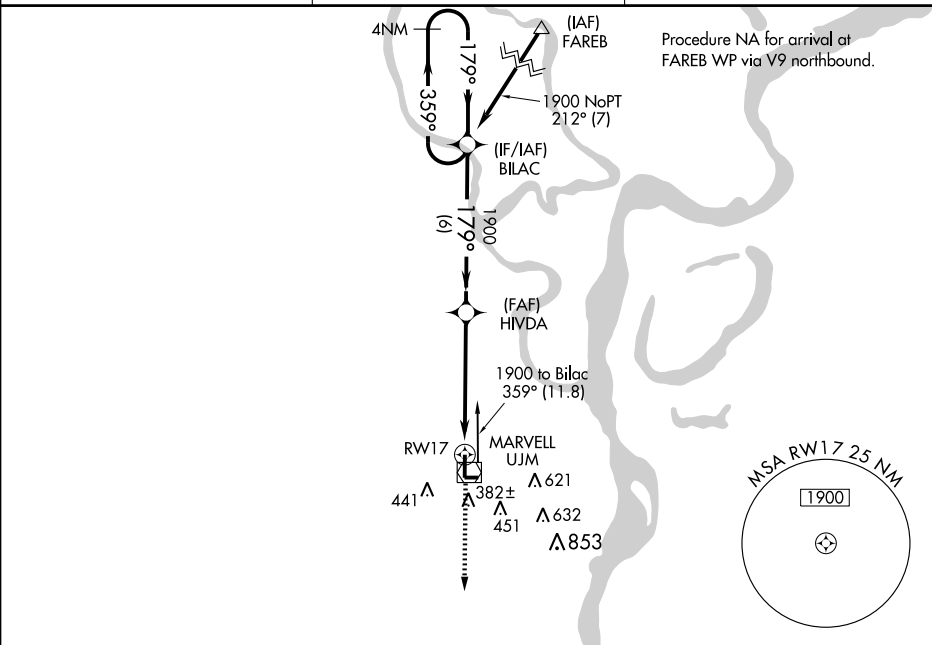 4NM
179°
359°
(IAF)
FAREB
Procedure NA for arrival at
FAREB WP via V9 northbound.
1900 NoPT
212° (7)
(IF/IAF)
BILAC
1900
179°
(6)
(FAF)
HIVDA
1900 to Bilac
359° (11.8)
RW17
MARVELL
UJM
441
382±
621
451
632
853
MSA RW17 25 NM
1900